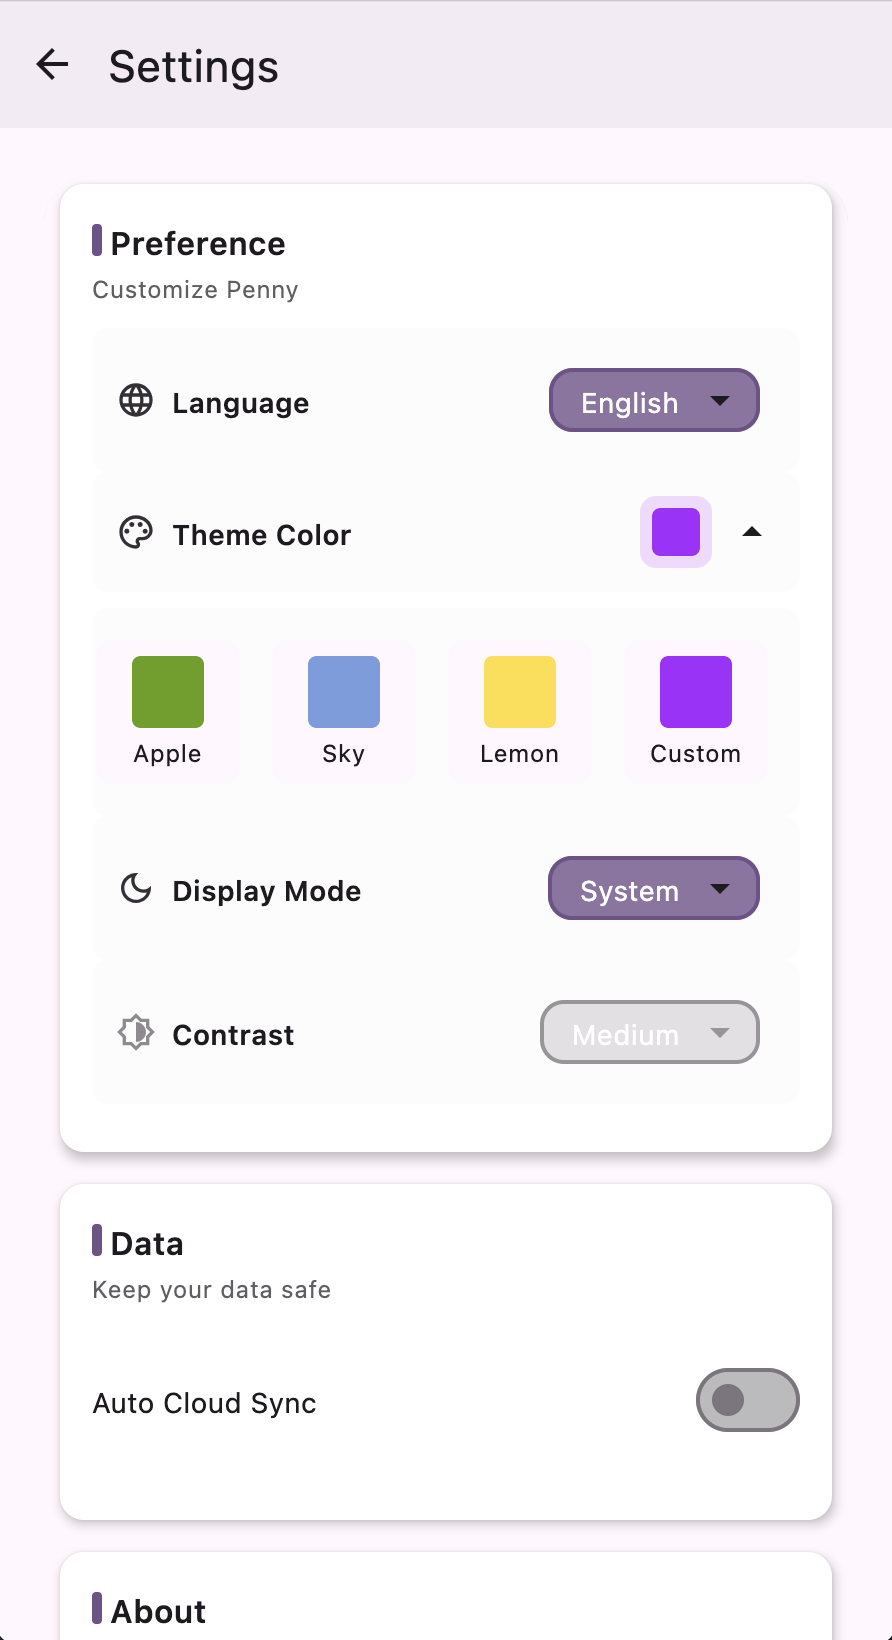 Settings
Preference
Customize Penny
Language
English
Theme Color
Apple
Sky
Lemon
Custom
Display Mode
System
Contrast
Medium
Data
Keep your data safe
Auto Cloud Sync
About